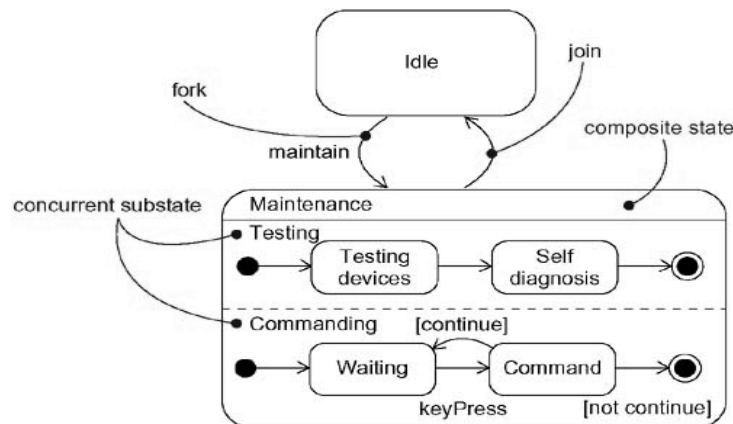 Idle
join
fork
maintain
composite state
concurrent substate
Maintenance
Testing
Testing
devices
Self
diagnosis
Commanding
[continue]
Waiting
Command
keyPress
[not continue]